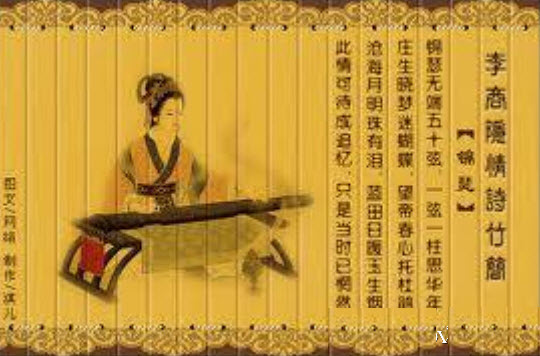 李商隐情詩竹簡
【锦瑟】
锦瑟无端五十弦,一弦一柱思华年
庄生晓梦迷蝴蝶,望帝春心托杜鹃
沧海月明珠有泪,蓝田日暖玉生烟
此情可待成追忆,只是当时已惘然
图文/网络 制作/淇儿